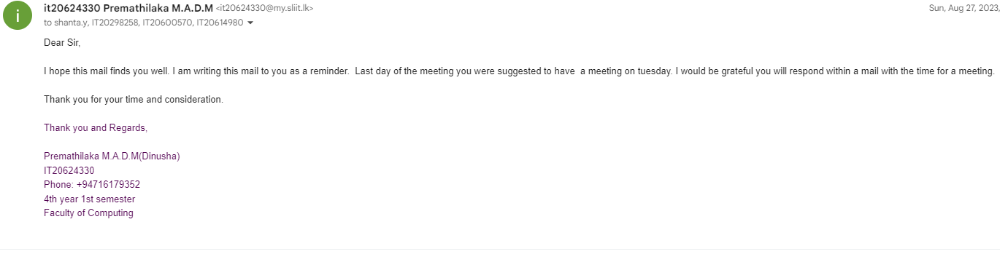 i
it20624330 Premathilaka M.A.D.M <it20624330@my.sliit.lk>
Sun, Aug 27, 2023,
to shanta.y, IT20298258, IT20600570, IT20614980
Dear Sir,
I hope this mail finds you well. I am writing this mail to you as a reminder.  Last day of the meeting you were suggested to have  a meeting on tuesday. I would be grateful you will respond within a mail with the time for a meeting.
Thank you for your time and consideration.
Thank you and Regards,
Premathilaka M.A.D.M(Dinusha)
IT20624330
Phone: +94716179352
4th year 1st semester
Faculty of Computing